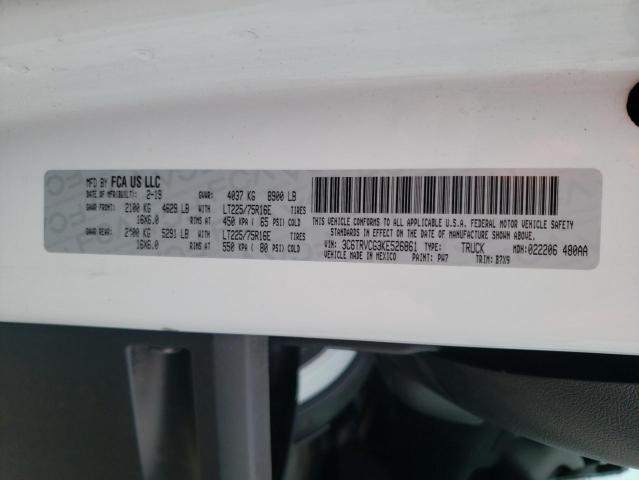 MFD BY FCA US LLC
DATE OF MFR(BUILT): 2-19 GVWR: 4037 KG 8900 LB
GAWR FRONT: 2100 KG 4629 LB WITH LT225/75R16E TIRES
16X6.0 RIMS AT 450 KPA ( 65 PSI) COLD
GAWR REAR: 2400 KG 5291 LB WITH LT225/75R16E TIRES
16X6.0 RIMS AT 550 KPA ( 80 PSI) COLD
THIS VEHICLE CONFORMS TO ALL APPLICABLE U.S.A. FEDERAL MOTOR VEHICLE SAFETY
STANDARDS IN EFFECT ON THE DATE OF MANUFACTURE SHOWN ABOVE.
VIN: 3C6TRVCG3KE526861 TYPE: TRUCK MDH: 022206 480AA
VEHICLE MADE IN MEXICO PAINT: PW7 TRIM: B7X9